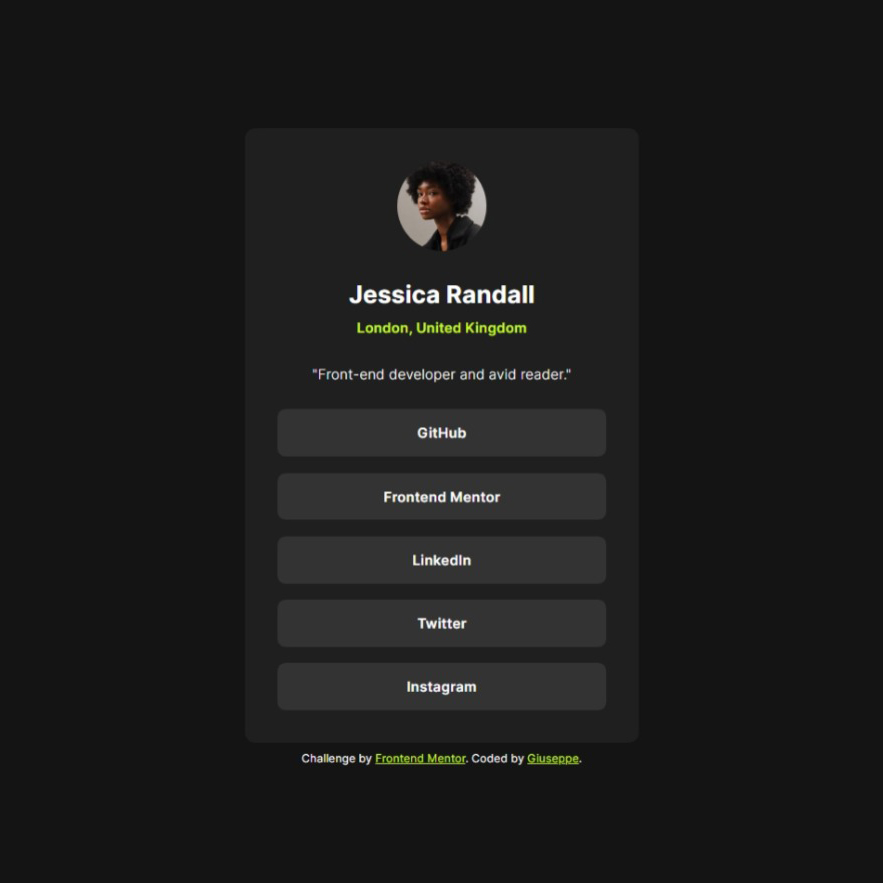 Jessica Randall
London, United Kingdom
"Front-end developer and avid reader."
GitHub
Frontend Mentor
LinkedIn
Twitter
Instagram
Challenge by Frontend Mentor. Coded by Giuseppe.